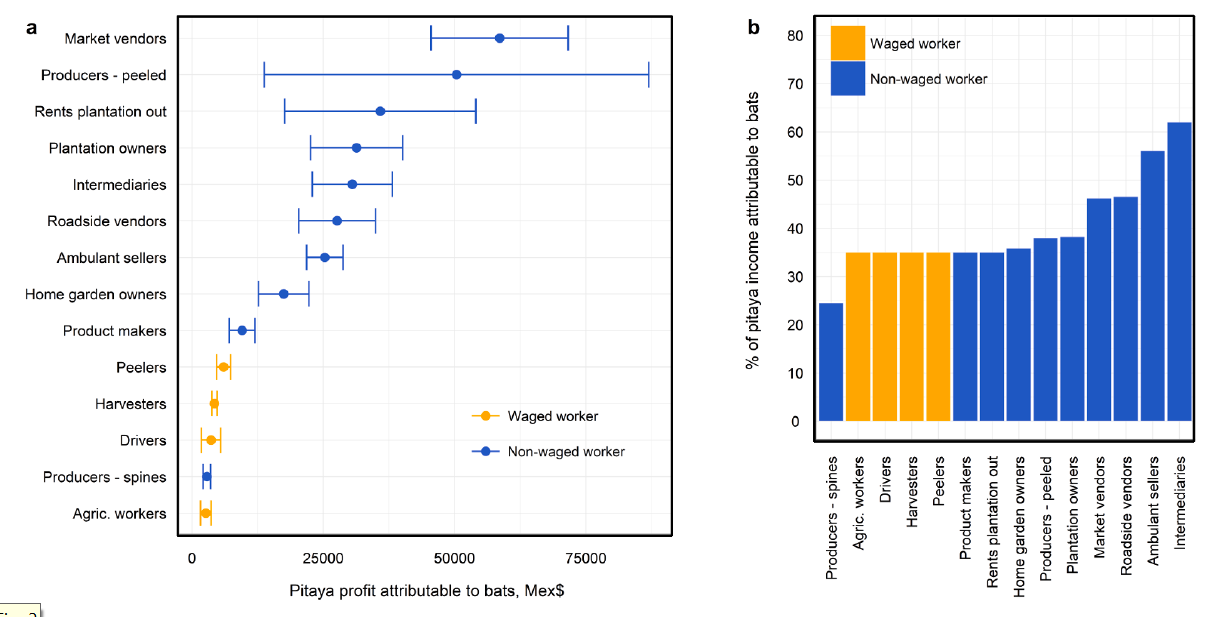 a
Market vendors
Producers - peeled
Rents plantation out
Plantation owners
Intermediaries
Roadside vendors
Ambulant sellers
Home garden owners
Product makers
Peelers
Harvesters
Drivers
Producers - spines
Agric. workers
Waged worker
Non-waged worker
0 25000 50000 75000
Pitaya profit attributable to bats, Mex$
b
Waged worker
Non-waged worker
% of pitaya income attributable to bats
80
70
60
50
40
30
20
10
0
Producers - spines
Agric. workers
Drivers
Harvesters
Peelers
Product makers
Rents plantation out
Home garden owners
Producers - peeled
Plantation owners
Market vendors
Roadside vendors
Ambulant sellers
Intermediaries